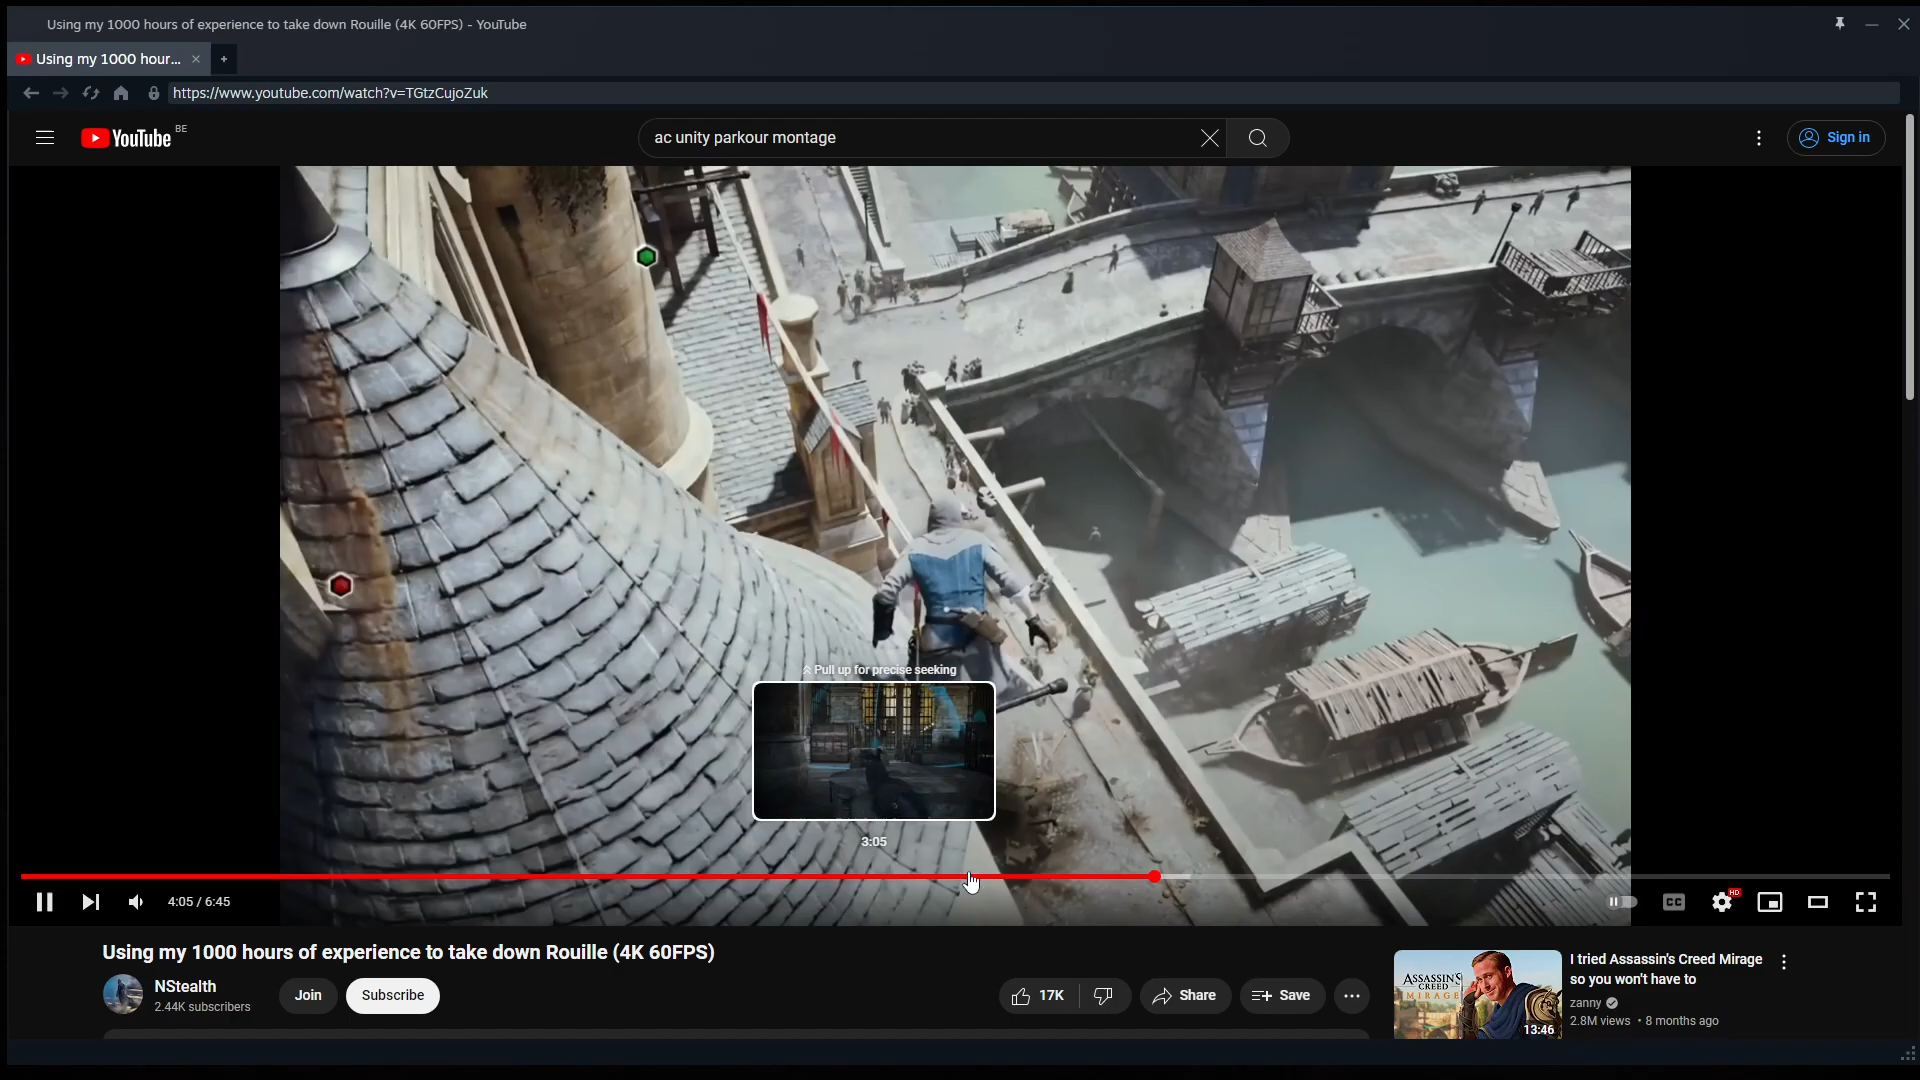 Using my 1000 hours of experience to take down Rouille (4K 60FPS) - YouTube
Using my 1000 hour...
https://www.youtube.com/watch?v=TGtzCujoZuk
YouTube BE
ac unity parkour montage
Sign in
Pull up for precise seeking
3:05
4:05 / 6:45
CC
HD
Using my 1000 hours of experience to take down Rouille (4K 60FPS)
NStealth
2.44K subscribers
Join
Subscribe
17K
Share
Save
ASSASSIN'S
CREED
MIRAGE
13:46
I tried Assassin's Creed Mirage
so you won't have to
zanny
2.8M views • 8 months ago